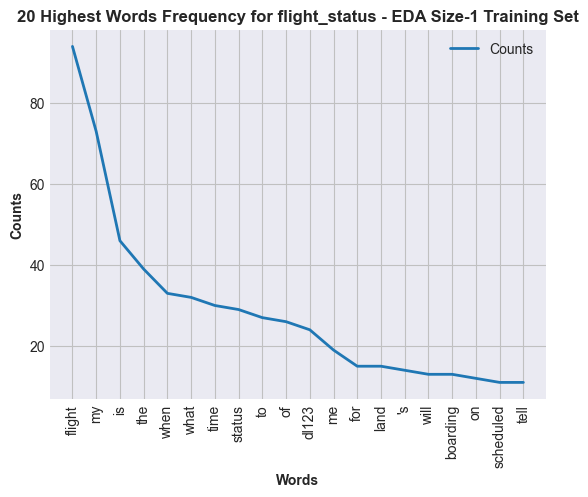 20 Highest Words Frequency for flight_status - EDA Size-1 Training Set
Counts
Counts
80
60
40
20
flight
my
is
the
when
what
time
status
to
of
dl123
me
for
land
's
will
boarding
on
scheduled
tell
Words